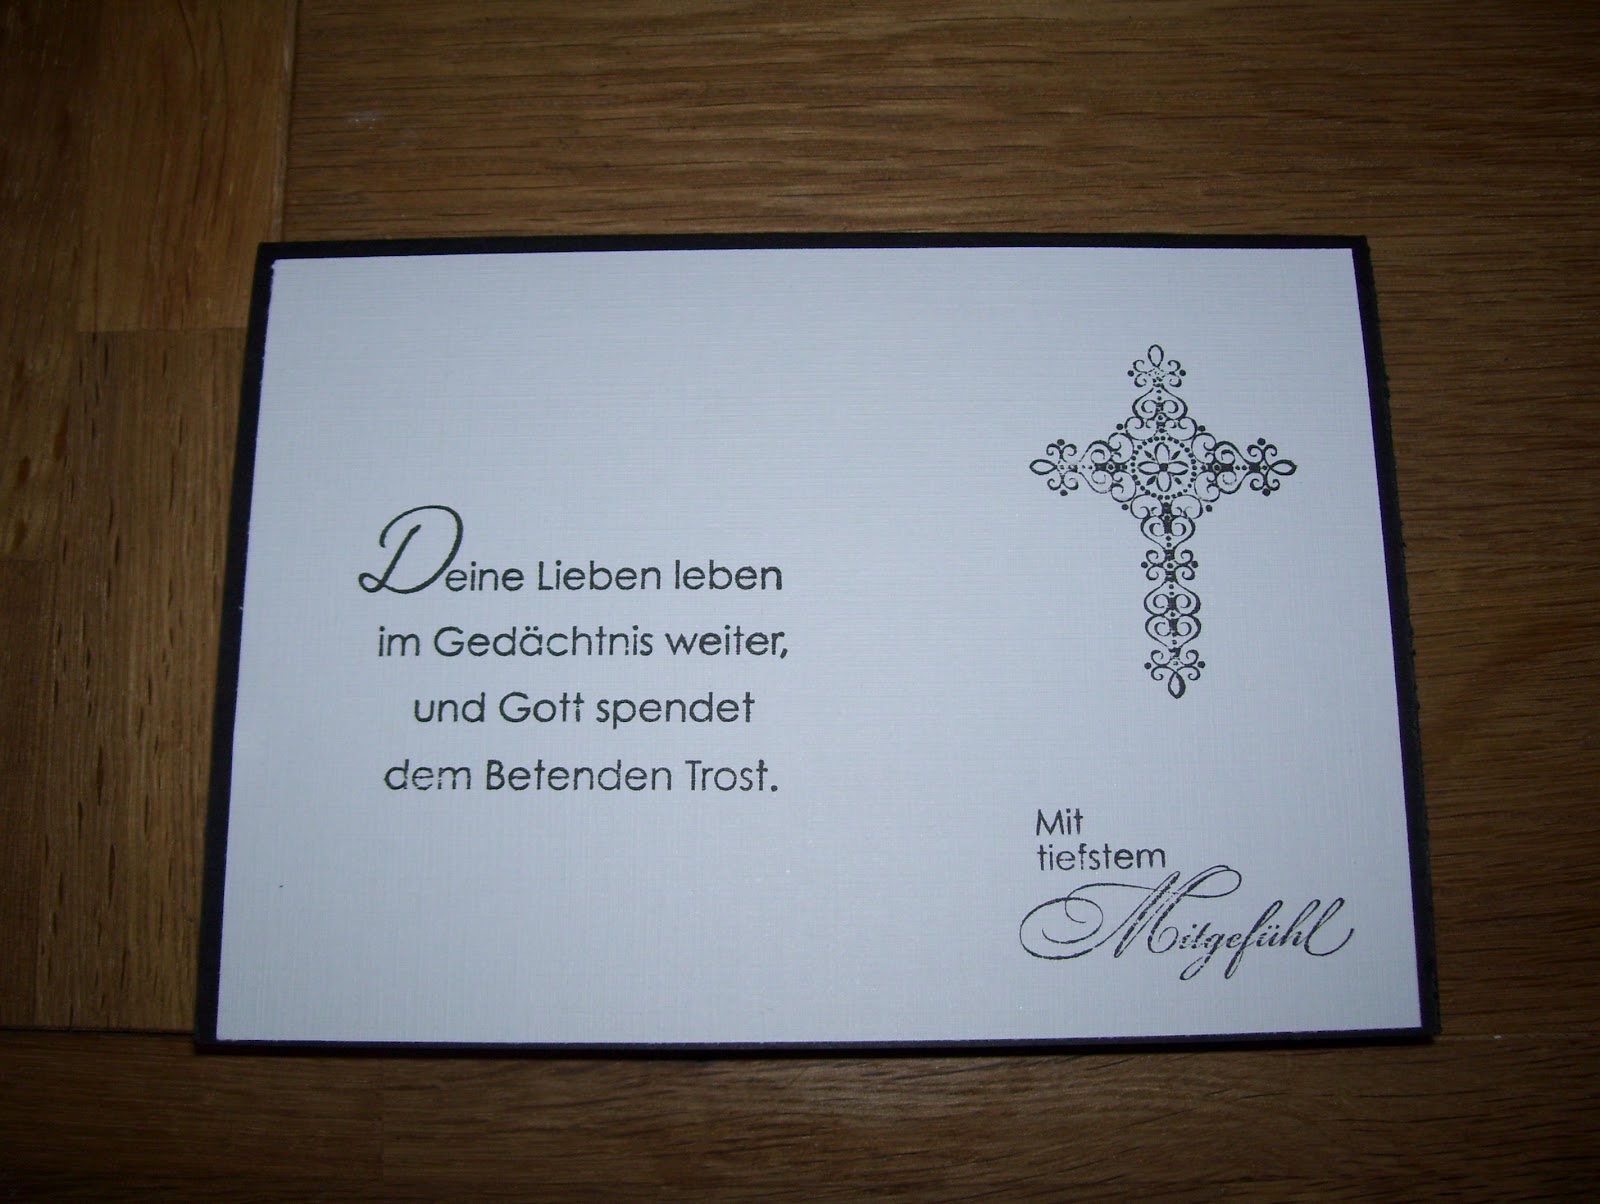 Deine Lieben leben
im Gedächtnis weiter,
und Gott spendet
dem Betenden Trost.
Mit
tiefstem
Mitgefühl